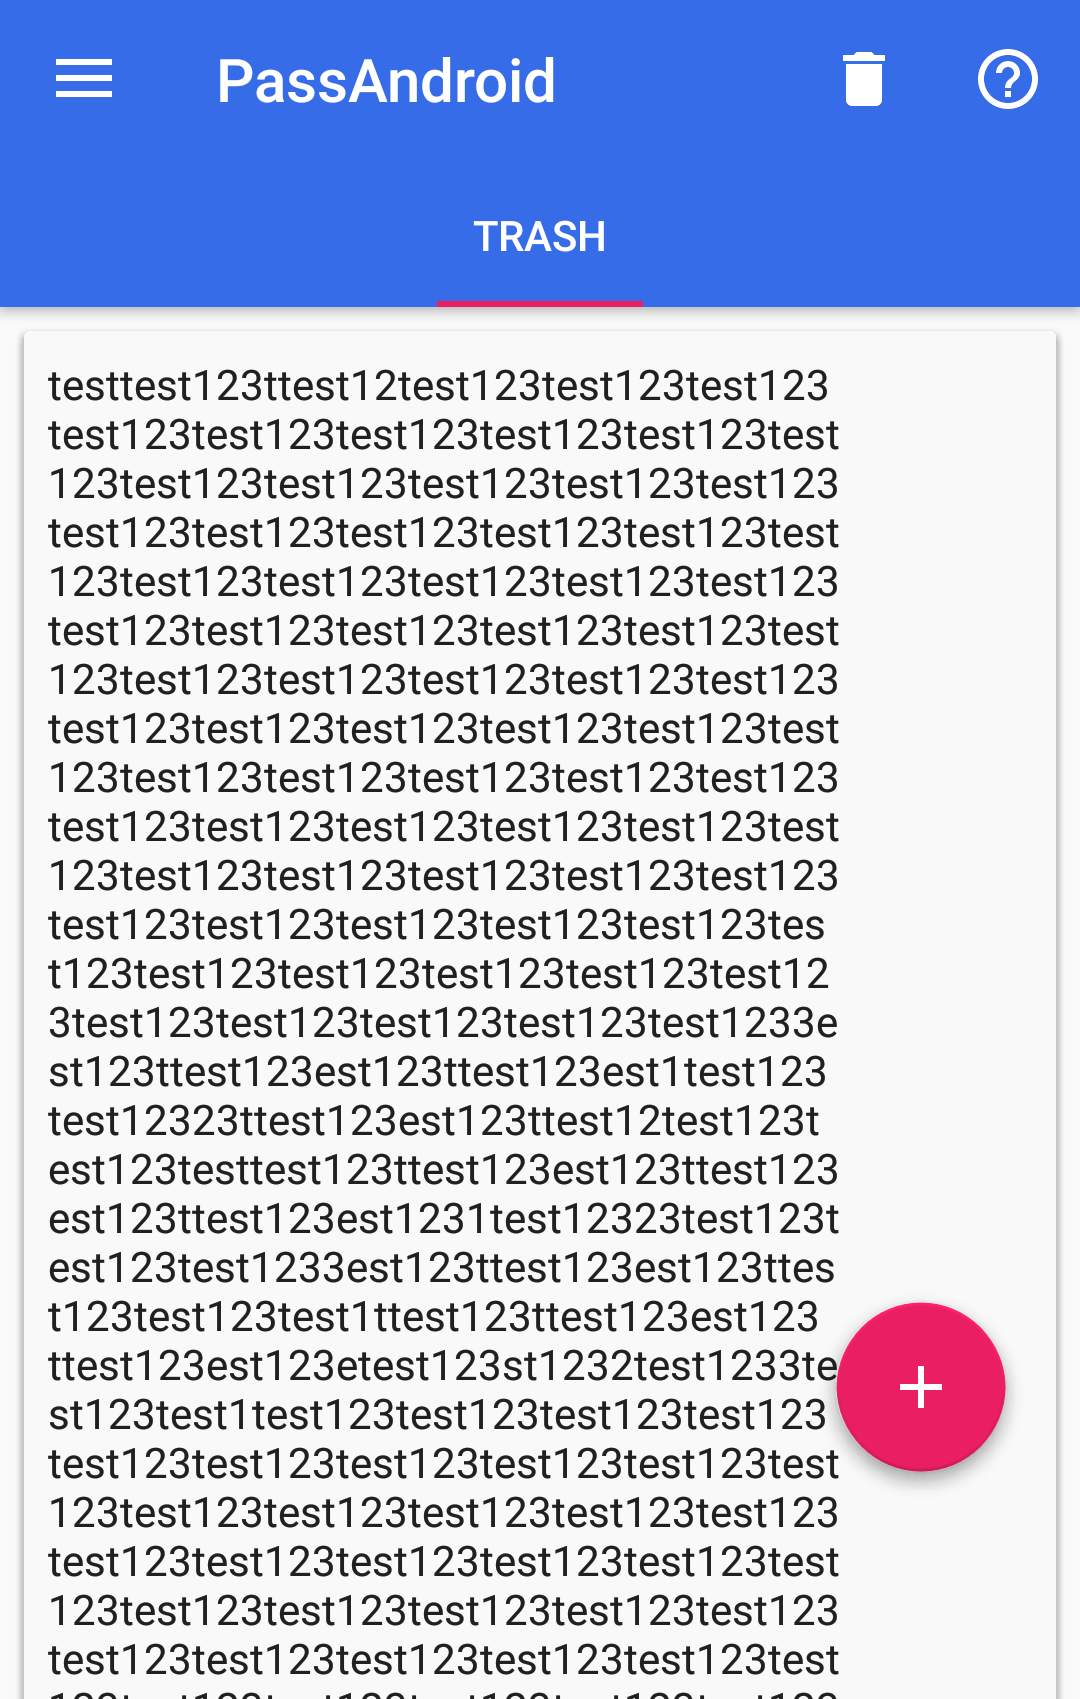 PassAndroid
TRASH
testtest123ttest12test123test123test123
test123test123test123test123test123test
123test123test123test123test123test123
test123test123test123test123test123test
123test123test123test123test123test123
test123test123test123test123test123test
123test123test123test123test123test123
test123test123test123test123test123test
123test123test123test123test123test123
test123test123test123test123test123test
123test123test123test123test123test123
test123test123test123test123test123tes
t123test123test123test123test123test12
3test123test123test123test123test1233e
st123ttest123est123ttest123est1test123
test12323ttest123est123ttest12test123t
est123testtest123ttest123est123ttest123
est123ttest123est1231test12323test123t
est123test1233est123ttest123est123ttes
t123test123test1ttest123ttest123est123
ttest123est123etest123st1232test1233te
st123test1test123test123test123test123
test123test123test123test123test123test
123test123test123test123test123test123
test123test123test123test123test123test
123test123test123test123test123test123
test123test123test123test123test123test